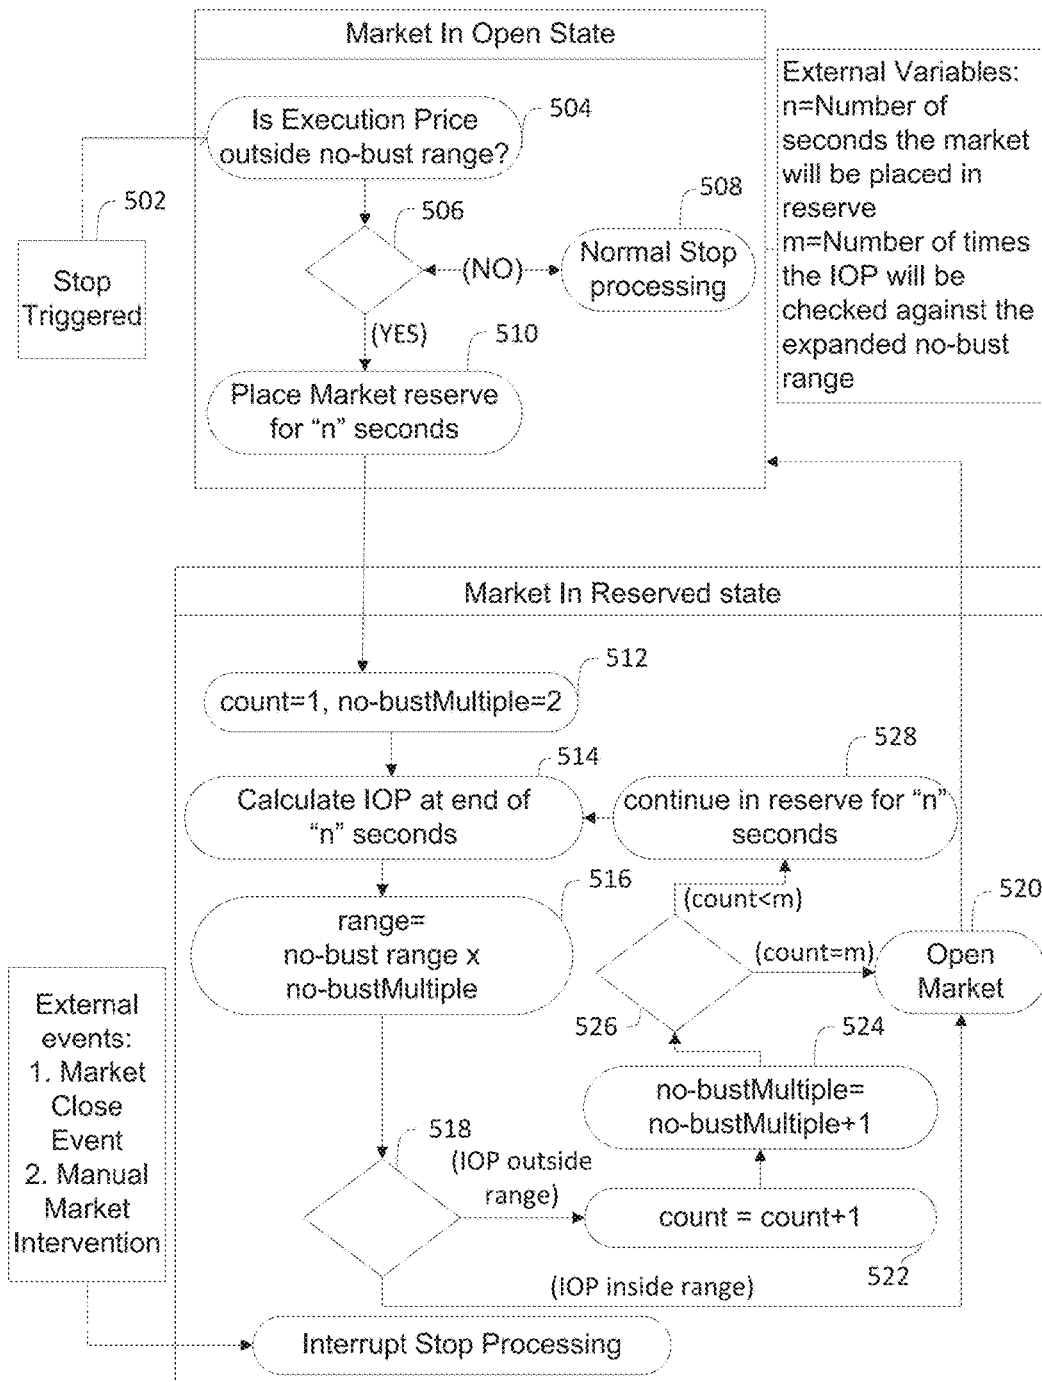 Market In Open State
External Variables:
n=Number of
seconds the market
will be placed in
reserve
m=Number of times
the IOP will be
checked against the
expanded no-bust
range
Is Execution Price
outside no-bust range?
504
502
Stop
Triggered
506
508
(NO)
Normal Stop
processing
(YES)
510
Place Market reserve
for “n” seconds
Market In Reserved state
512
count=1, no-bustMultiple=2
514
Calculate IOP at end of
“n” seconds
528
continue in reserve for “n”
seconds
516
range=
no-bust range x
no-bustMultiple
(count<m)
(count=m)
520
Open
Market
526
524
no-bustMultiple=
no-bustMultiple+1
External
events:
1. Market
Close
Event
2. Manual
Market
Intervention
518
(IOP outside
range)
count = count+1
522
(IOP inside range)
Interrupt Stop Processing